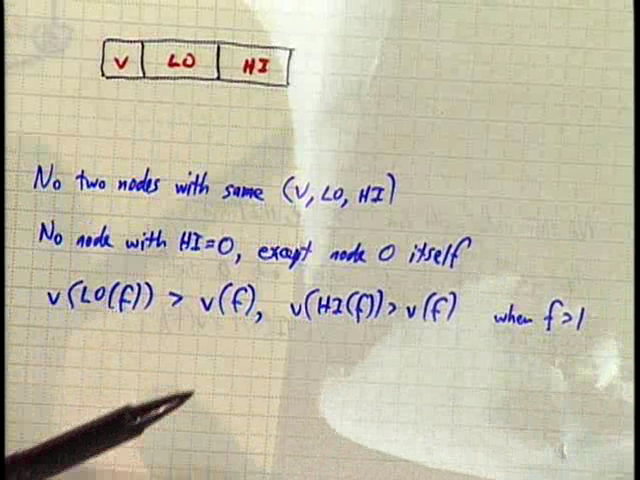 V LO HI
No two nodes with same (V, LO, HI)
No node with HI=0, except node 0 itself
v(LO(f)) > v(f), v(HI(f)) > v(f) when f>1